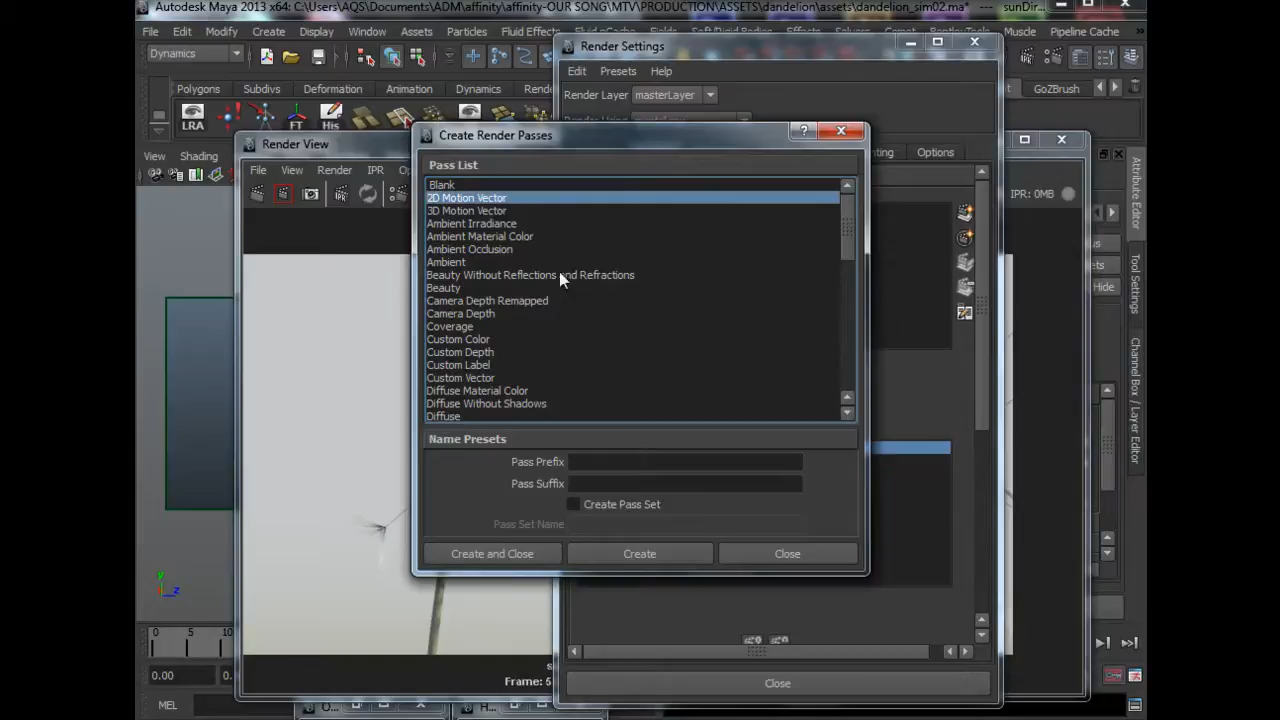 Autodesk Maya 2013 x64: C:\Users\AQS\Documents\ADM\affinity\affinity-OUR SONG\MTV\PRODUCTION\ASSETS\dandelion\assets\dandelion_sim02.ma* --- sunDir...
File Edit Modify Create Display Window Assets Particles Fluid Effects Muscle Pipeline Cache
Render Settings
Dynamics
Edit Presets Help
Polygons Subdivs Deformation Animation Dynamics GoZBrush
Render Layer masterLayer
LRA FT His
Create Render Passes
Render View
View Shading
Pass List
Options
File View Render IPR
IPR: 0MB
Blank
2D Motion Vector
3D Motion Vector
Ambient Irradiance
Ambient Material Color
Ambient Occlusion
Ambient
Beauty Without Reflections and Refractions
Beauty
Camera Depth Remapped
Camera Depth
Coverage
Custom Color
Custom Depth
Custom Label
Custom Vector
Diffuse Material Color
Diffuse Without Shadows
Diffuse
Hide
Attribute Editor
Tool Settings
Channel Box / Layer Editor
Name Presets
Pass Prefix
Pass Suffix
Create Pass Set
Pass Set Name
Create and Close Create Close
y
z
0 5 10
0.00
Frame: 5
Close
MEL